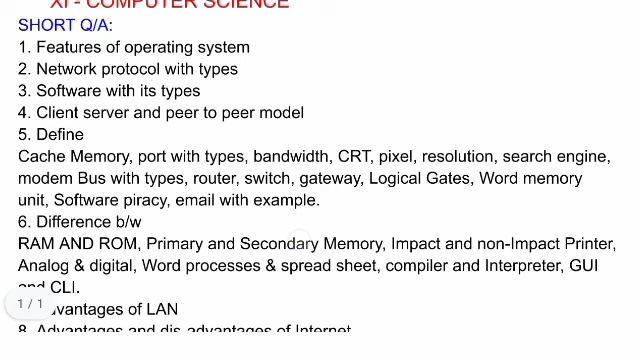 XI - COMPUTER SCIENCE
SHORT Q/A:
1. Features of operating system
2. Network protocol with types
3. Software with its types
4. Client server and peer to peer model
5. Define
Cache Memory, port with types, bandwidth, CRT, pixel, resolution, search engine,
modem Bus with types, router, switch, gateway, Logical Gates, Word memory
unit, Software piracy, email with example.
6. Difference b/w
RAM AND ROM, Primary and Secondary Memory, Impact and non-Impact Printer,
Analog & digital, Word processes & spread sheet, compiler and Interpreter, GUI
and CLI.
1 / 1
vantages of LAN
8. Advantages and dis-advantages of Internet